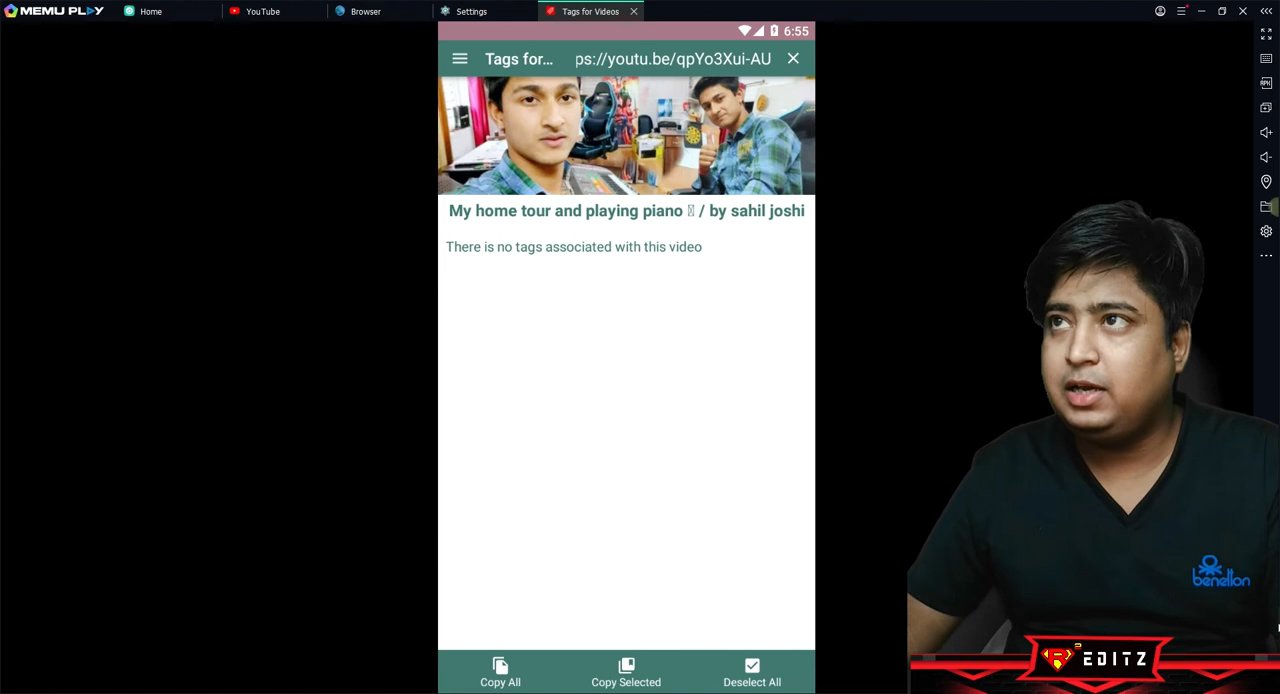 MEMU PLAY
Home
YouTube
Browser
Settings
Tags for Videos
6:55
Tags for...
ps://youtu.be/qpYo3Xui-AU
My home tour and playing piano / by sahil joshi
There is no tags associated with this video
Copy All
Copy Selected
Deselect All
benetton
R EDITZ